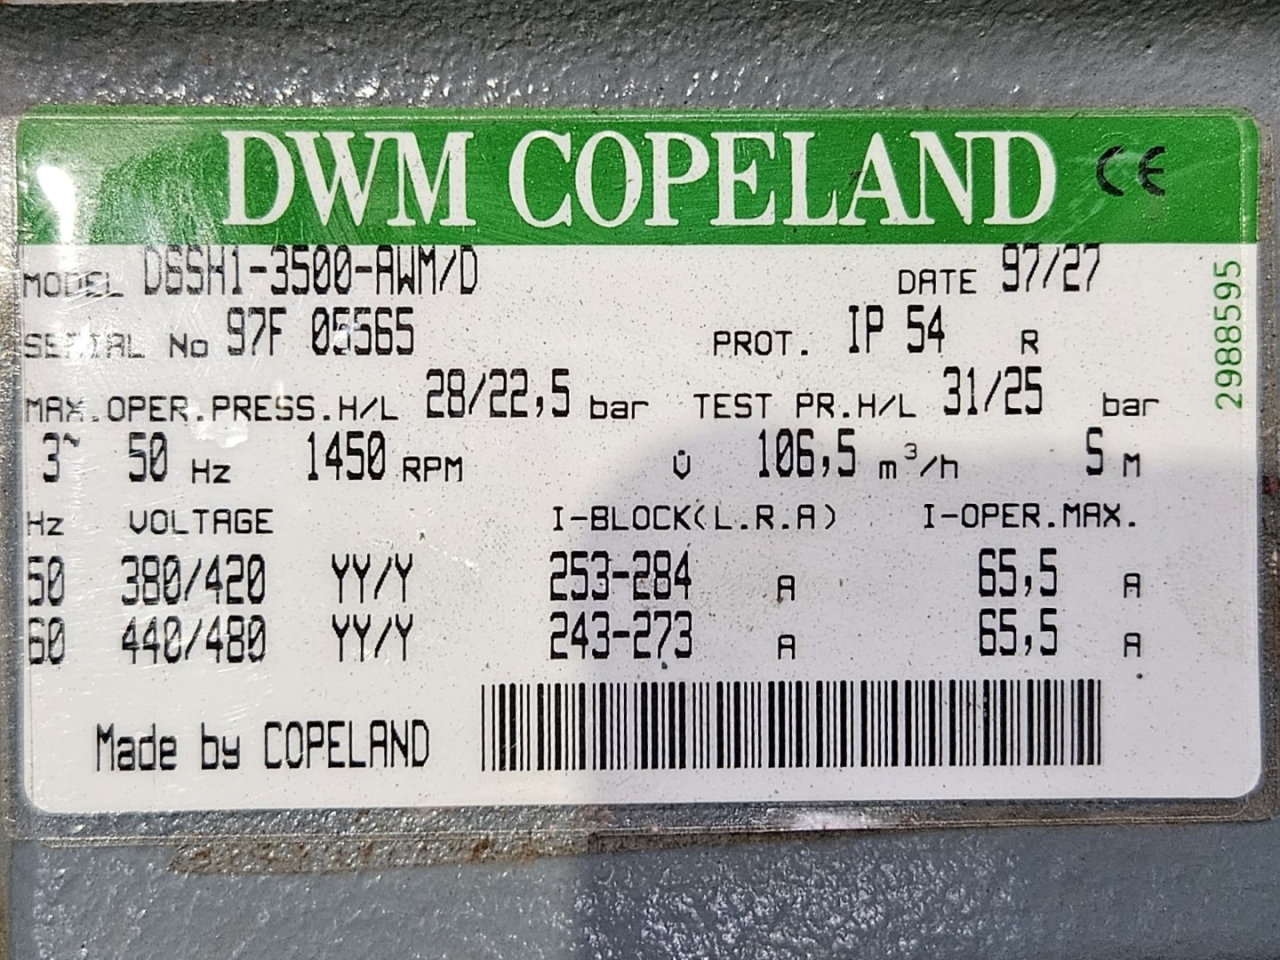 DWM COPELAND CE
MODEL D6SH1-3500-AWM/D DATE 97/27
SERIAL No 97F 05565 PROT. IP 54 R
MAX.OPER.PRESS.H/L 28/22,5 bar TEST PR.H/L 31/25 bar
3~ 50 Hz 1450 RPM V̇ 106,5 m³/h S M
Hz VOLTAGE I-BLOCK(L.R.A) I-OPER.MAX.
50 380/420 YY/Y 253-284 A 65,5 A
60 440/480 YY/Y 243-273 A 65,5 A
Made by COPELAND
2988595